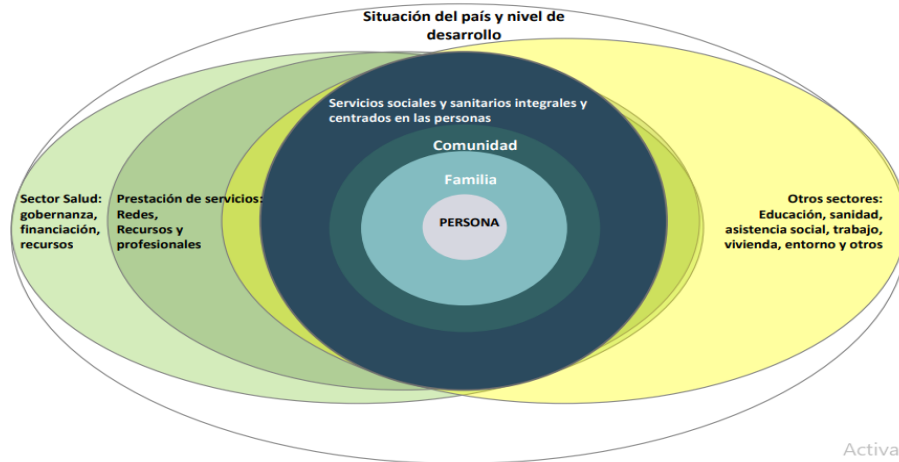 Situación del país y nivel de
desarrollo
Servicios sociales y sanitarios integrales y
centrados en las personas
Comunidad
Familia
PERSONA
Sector Salud:
gobernanza,
financiación,
recursos
Prestación de servicios:
Redes,
Recursos y
profesionales
Otros sectores:
Educación, sanidad,
asistencia social, trabajo,
vivienda, entorno y otros
Activa